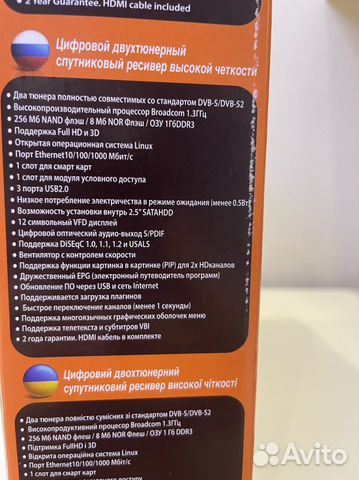 • 2 Year Guarantee. HDMI cable included
Цифровой двухтюнерный
спутниковый ресивер высокой четкости
• Два тюнера полностью совместимых со стандартом DVB-S/DVB-S2
• Высокопроизводительный процессор Broadcom 1.3ГГц
• 256 Мб NAND флэш / 8 Мб NOR Флэш / ОЗУ 1ГбDDR3
• Поддержка Full HD и 3D
• Открытая операционная система Linux
• Порт Ethernet10/100/1000 Мбит/с
• 1 слот для смарт карт
• 1 слот для модуля условного доступа
• 3 порта USB2.0
• Низкое потребление электричества в режиме ожидания (менее 0.5Вт)
• Возможность установки внутрь 2.5" SATAHDD
• 12 символьный VFD дисплей
• Цифровой оптический аудио-выход S/PDIF
• Поддержка DiSEqC 1.0, 1.1, 1.2 и USALS
• Вентилятор с контролем скорости
• Поддержка функции картинка в картинке (PIP) для 2х HDканалов
• Дружественный EPG (электронный путеводитель программ)
• Обновление ПО через USB и сеть Internet
• Поддерживается загрузка плагинов
• Быстрое переключение каналов (менее 1 секунды)
• Поддержка многоязычных графических оболочек меню
• Поддержка телетекста и субтитров VBI
• 2 года гарантии. HDMI кабель в комплекте
Цифровий двухтюнерний
супутниковий ресивер високої чіткості
• Два тюнера повністю сумісних зі стандартом DVB-S/DVB-S2
• Високопродуктивний процесор Broadcom 1.3ГГц
• 256 Мб NAND флеш / 8 Мб NOR Флеш / ОЗУ 1 Гб DDR3
• Підтримка FullHD і 3D
• Відкрита операційна система Linux
• Порт Ethernet10/100/1000 Мбіт/с
• 1 слот для смарт карт
Avito